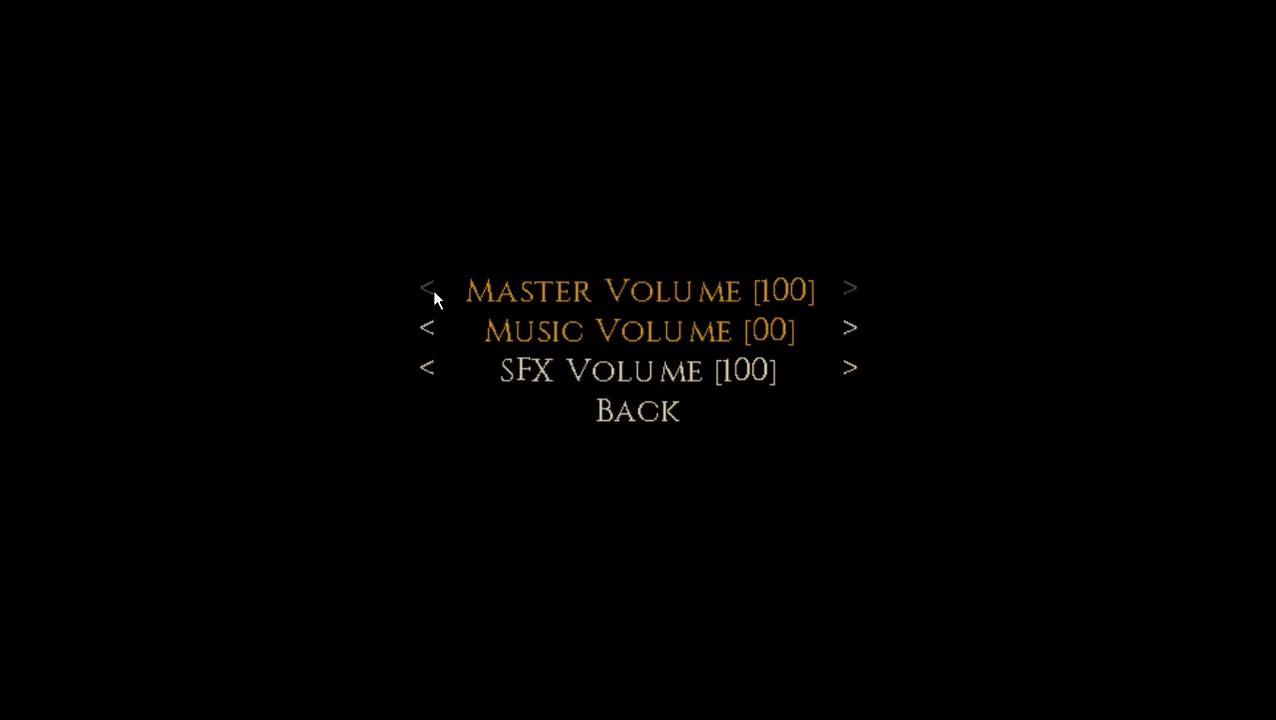 < Master Volume [100] >
< Music Volume [00] >
< SFX Volume [100] >
Back